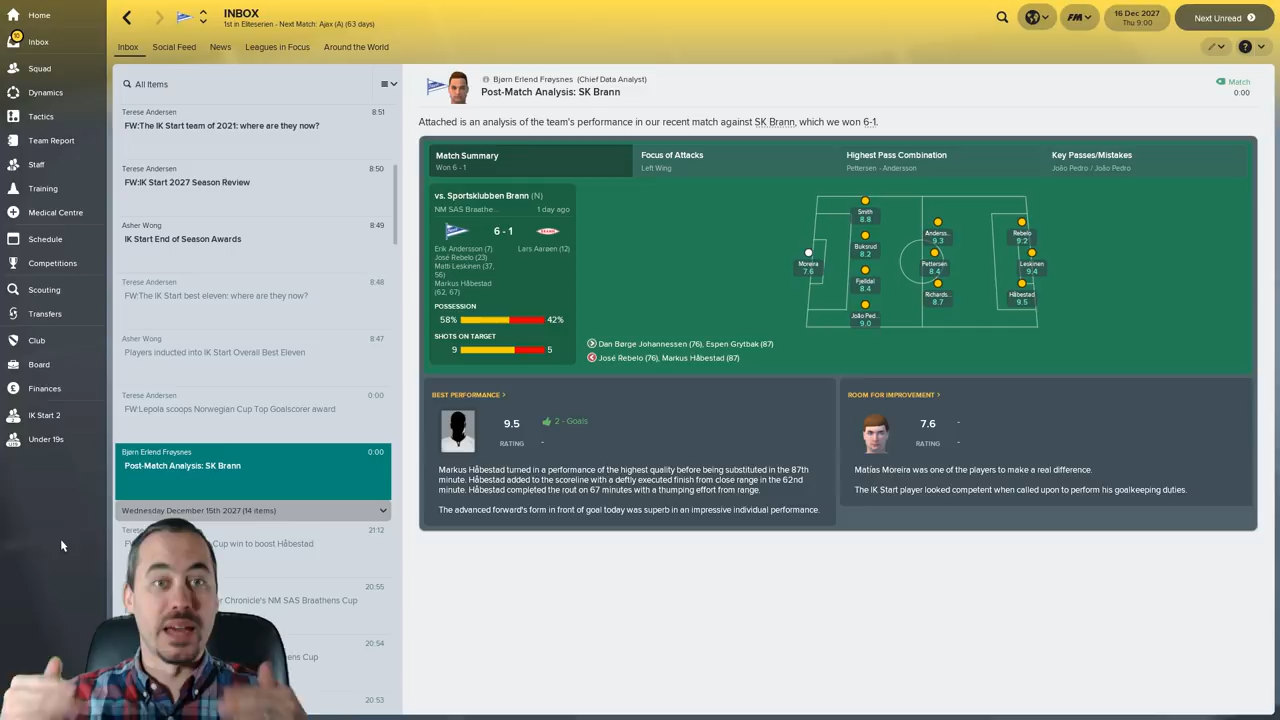 Home
Inbox
10
Squad
Dynamics
Tactics
Team Report
Staff
Training
Medical Centre
Schedule
Competitions
Scouting
Transfers
Club
Board
Finances
IK Start 2
Under 19s
INBOX
1st in Eliteserien - Next Match: Ajax (A) (63 days)
FM
16 Dec 2027
Thu 9:00
Next Unread
Inbox
Social Feed
News
Leagues in Focus
Around the World
?
All Items
Terese Andersen 8:51
FW:The IK Start team of 2021: where are they now?
Terese Andersen 8:50
FW:IK Start 2027 Season Review
Asher Wong 8:49
IK Start End of Season Awards
Terese Andersen 8:48
FW:The IK Start best eleven: where are they now?
Asher Wong 8:47
Players inducted into IK Start Overall Best Eleven
Terese Andersen 0:00
FW:Lepola scoops Norwegian Cup Top Goalscorer award
Bjørn Erlend Frøysnes 0:00
Post-Match Analysis: SK Brann
Wednesday December 15th 2027 (14 items)
Terese 21:12
FW: Cup win to boost Håbestad
20:55
Chronicle's NM SAS Braathens Cup
20:54
ens Cup
20:53
Bjørn Erlend Frøysnes (Chief Data Analyst)
Post-Match Analysis: SK Brann
Match
0:00
Attached is an analysis of the team's performance in our recent match against SK Brann, which we won 6-1.
Match Summary
Won 6 - 1
Focus of Attacks
Left Wing
Highest Pass Combination
Pettersen - Andersson
Key Passes/Mistakes
João Pedro / João Pedro
vs. Sportsklubben Brann (N)
NM SAS Braathe... 1 day ago
6 - 1
Erik Andersson (7)
José Rebelo (23)
Matti Leskinen (37,
56)
Markus Håbestad
(62, 67)
Lars Aarøen (12)
POSSESSION
58% 42%
SHOTS ON TARGET
9 5
Smith
8.8
Buksrud
8.2
Moreira
7.6
Fjelldal
8.4
João Ped...
9.0
Anderss...
9.3
Pettersen
8.4
Richards...
8.7
Rebelo
9.2
Leskinen
9.4
Håbestad
9.5
Dan Børge Johannessen (76), Espen Grytbak (87)
José Rebelo (76), Markus Håbestad (87)
BEST PERFORMANCE >
9.5
RATING
2 - Goals
-
Markus Håbestad turned in a performance of the highest quality before being substituted in the 87th
minute. Håbestad added to the scoreline with a deftly executed finish from close range in the 62nd
minute. Håbestad completed the rout on 67 minutes with a thumping effort from range.
The advanced forward's form in front of goal today was superb in an impressive individual performance.
ROOM FOR IMPROVEMENT >
7.6
RATING
-
-
Matías Moreira was one of the players to make a real difference.
The IK Start player looked competent when called upon to perform his goalkeeping duties.